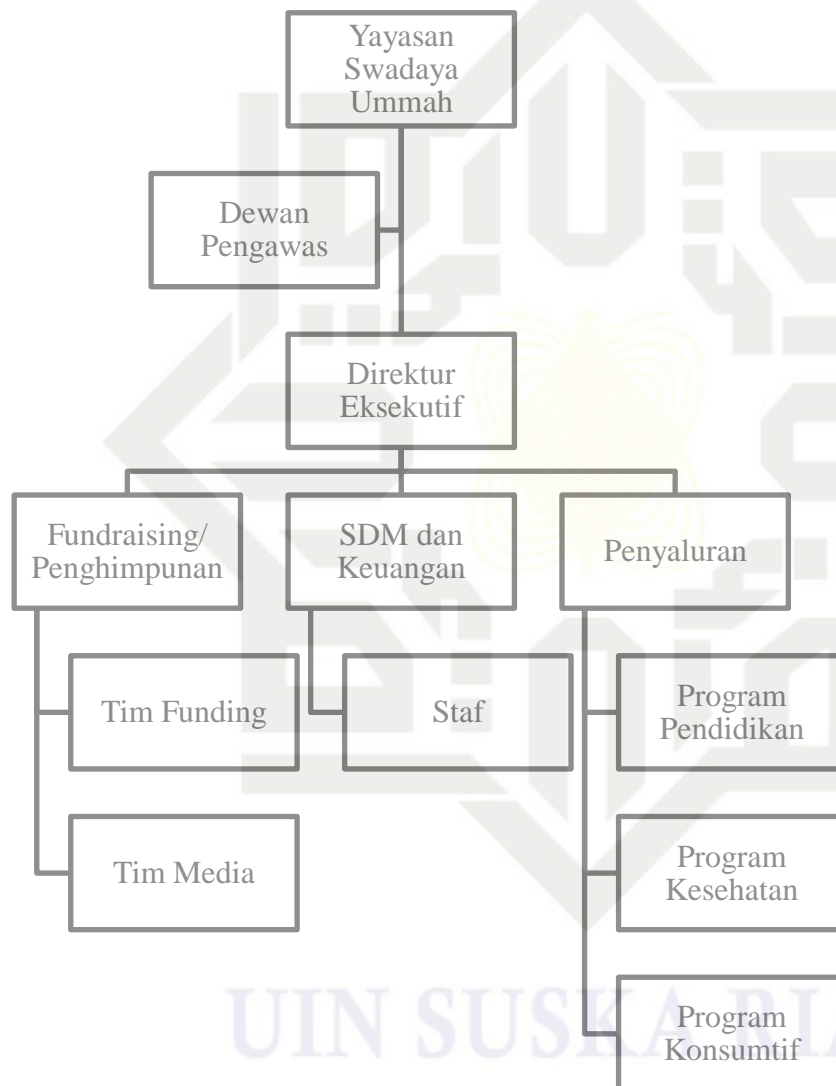 Yayasan
Swadaya
Ummah
Dewan
Pengawas
Direktur
Eksekutif
Fundraising/
Penghimpunan
SDM dan
Keuangan
Penyaluran
Tim Funding
Staf
Program
Pendidikan
Tim Media
Program
Kesehatan
Program
Konsumtif
UIN SUSKA